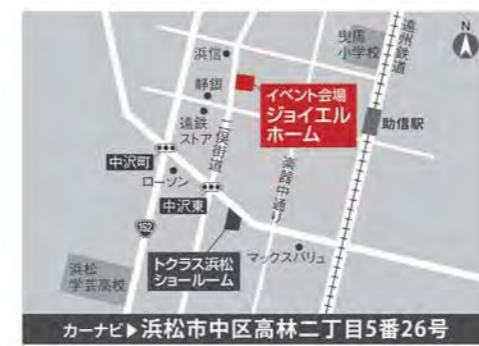 N
曳馬
小学校
遠州鉄道
浜信
静銀
遠鉄
ストア
イベント会場
ジョイエル
ホーム
助信駅
二俣街道
楽器中通り
中沢町
ローソン
中沢東
152
トクラス浜松
ショールーム
マックスバリュ
浜松
学芸高校
カーナビ▶浜松市中区高林二丁目5番26号